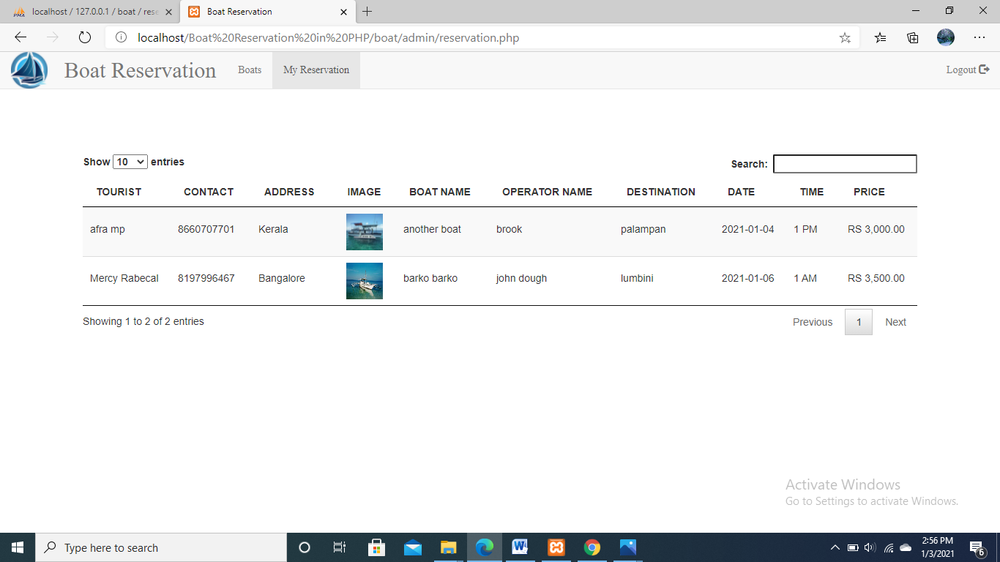 localhost / 127.0.0.1 / boat / rese
Boat Reservation
localhost/Boat%20Reservation%20in%20PHP/boat/admin/reservation.php
Boat Reservation Boats My Reservation Logout
Show 10 entries Search:
TOURIST CONTACT ADDRESS IMAGE BOAT NAME OPERATOR NAME DESTINATION DATE TIME PRICE
afra mp 8660707701 Kerala another boat brook palampan 2021-01-04 1 PM RS 3,000.00
Mercy Rabecal 8197996467 Bangalore barko barko john dough lumbini 2021-01-06 1 AM RS 3,500.00
Showing 1 to 2 of 2 entries Previous 1 Next
Activate Windows
Go to Settings to activate Windows.
Type here to search
2:56 PM
1/3/2021
6